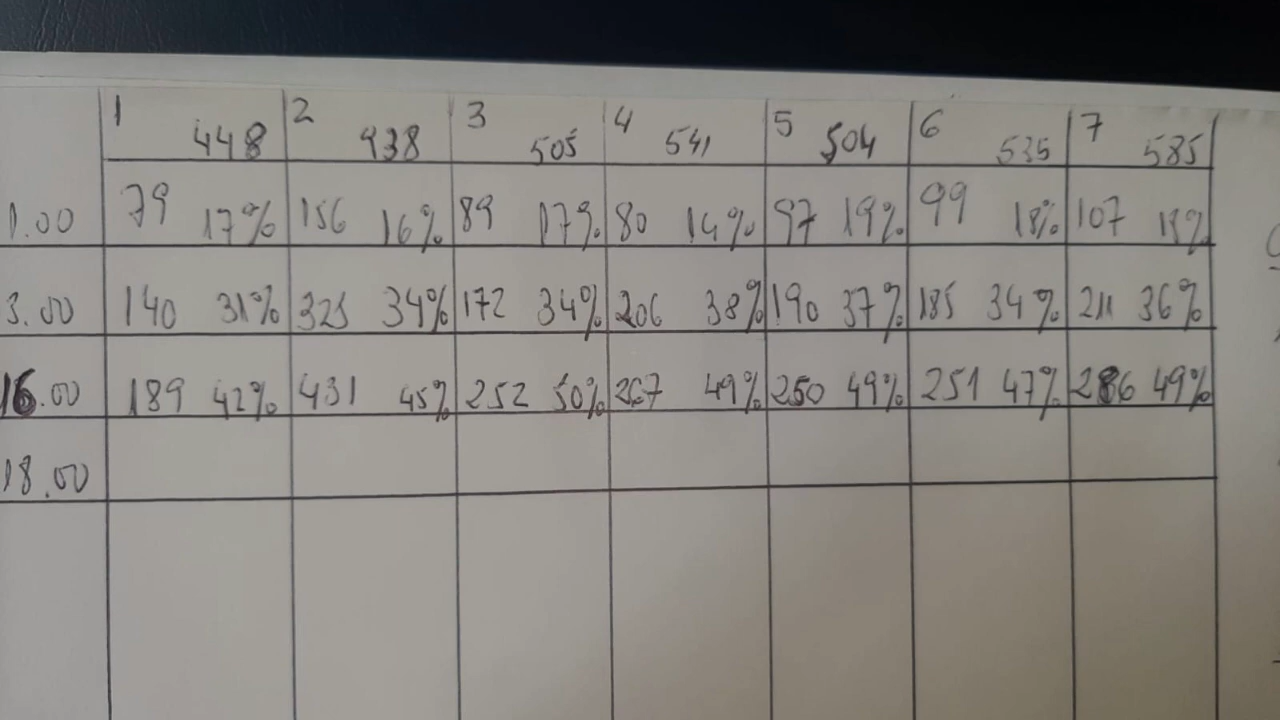 1 448 2 938 3 505 4 541 5 504 6 535 7 585
1.00 79 17% 156 16% 89 17% 80 14% 97 19% 99 18% 107 18%
3.00 140 31% 323 34% 172 34% 206 38% 190 37% 185 34% 211 36%
16.00 189 42% 431 45% 252 50% 267 49% 250 49% 251 47% 286 49%
18.00